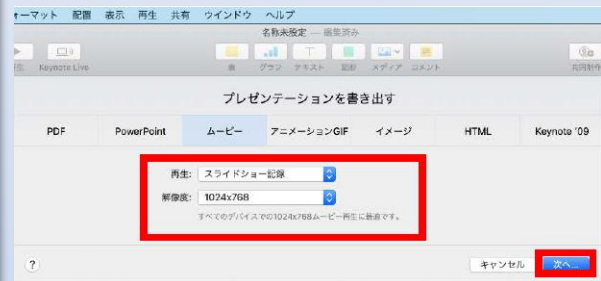 ォーマット 配置 表示 再生 共有 ウインドウ ヘルプ
名称未設定 — 編集済み
Keynote Live 表 グラフ テキスト 図形 メディア コメント 共同制作
プレゼンテーションを書き出す
PDF PowerPoint ムービー アニメーションGIF イメージ HTML Keynote '09
再生: スライドショー記録
解像度: 1024x768
すべてのデバイスでの1024x768ムービー再生に最適です。
? キャンセル 次へ...